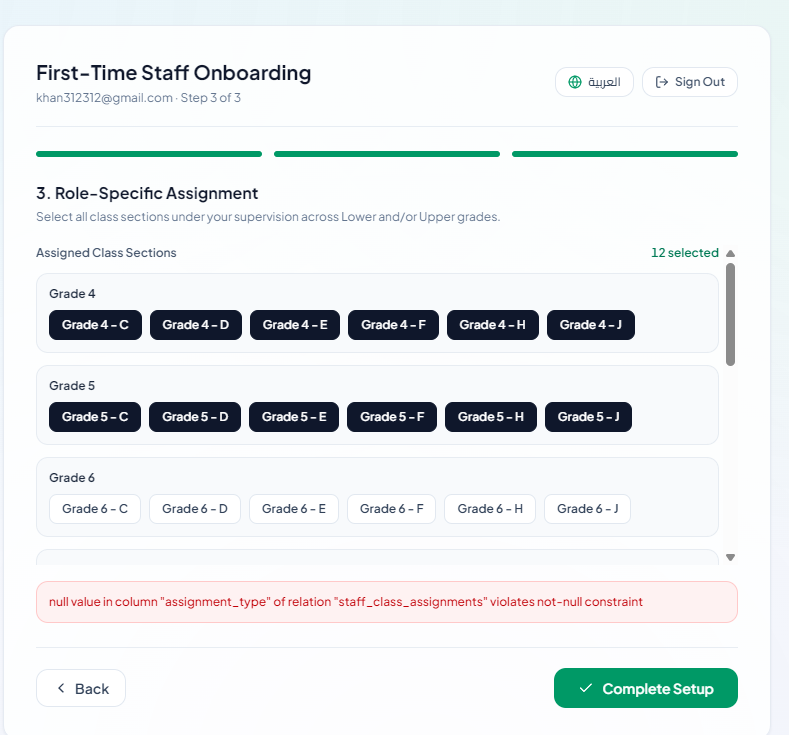 First-Time Staff Onboarding
khan312312@gmail.com · Step 3 of 3
العربية
Sign Out
3. Role-Specific Assignment
Select all class sections under your supervision across Lower and/or Upper grades.
Assigned Class Sections
12 selected
Grade 4
Grade 4 - C Grade 4 - D Grade 4 - E Grade 4 - F Grade 4 - H Grade 4 - J
Grade 5
Grade 5 - C Grade 5 - D Grade 5 - E Grade 5 - F Grade 5 - H Grade 5 - J
Grade 6
Grade 6 - C Grade 6 - D Grade 6 - E Grade 6 - F Grade 6 - H Grade 6 - J
null value in column "assignment_type" of relation "staff_class_assignments" violates not-null constraint
Back
Complete Setup